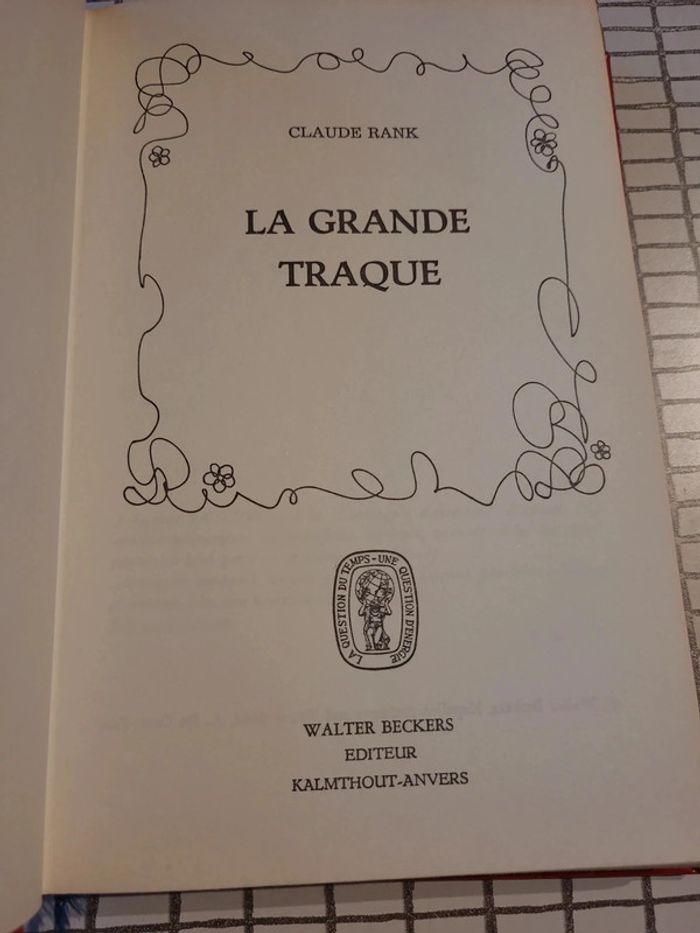 CLAUDE RANK
LA GRANDE
TRAQUE
LA QUESTION DU TEMPS - UNE QUESTION D'ENERGIE
WALTER BECKERS
EDITEUR
KALMTHOUT-ANVERS